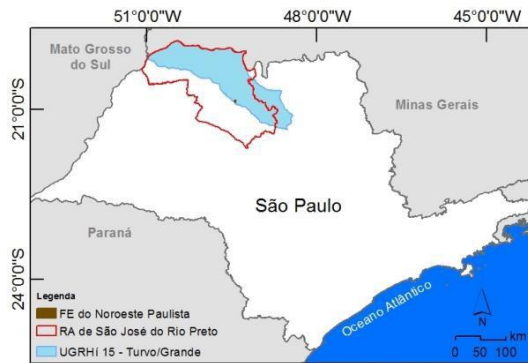 51°0'0"W
48°0'0"W
45°0'0"W
Mato Grosso
do Sul
21°0'0"S
Minas Gerais
São Paulo
Paraná
24°0'0"S
Legenda
FE do Noroeste Paulista
RA de São José do Rio Preto
UGRHi 15 - Turvo/Grande
Oceano Atlântico
N
km
0 50 100